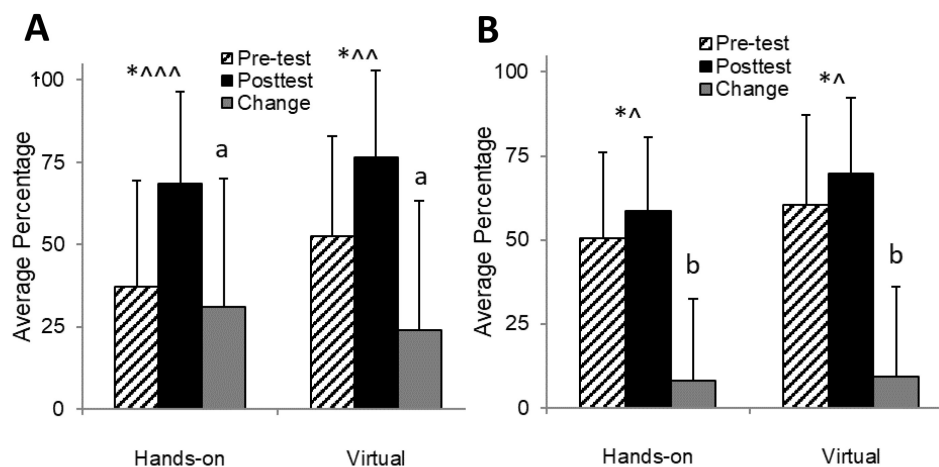 A
Pre-test
Posttest
Change
*^^^
*^^
a
a
Average Percentage
100
75
50
25
0
Hands-on
Virtual
B
Pre-test
Posttest
Change
*^
*^
b
b
Average Percentage
100
75
50
25
0
Hands-on
Virtual